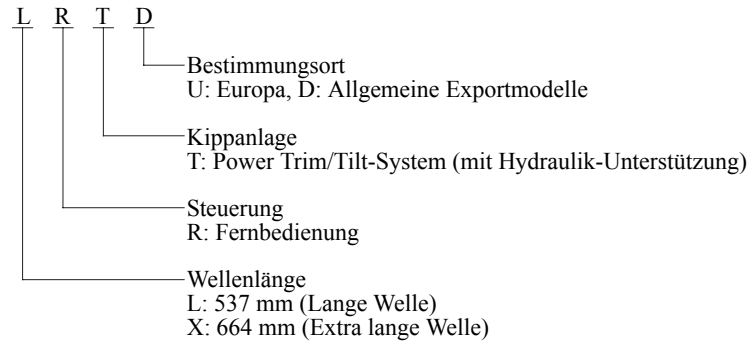 L R T D
Bestimmungsort
U: Europa, D: Allgemeine Exportmodelle
Kippanlage
T: Power Trim/Tilt-System (mit Hydraulik-Unterstützung)
Steuerung
R: Fernbedienung
Wellenlänge
L: 537 mm (Lange Welle)
X: 664 mm (Extra lange Welle)